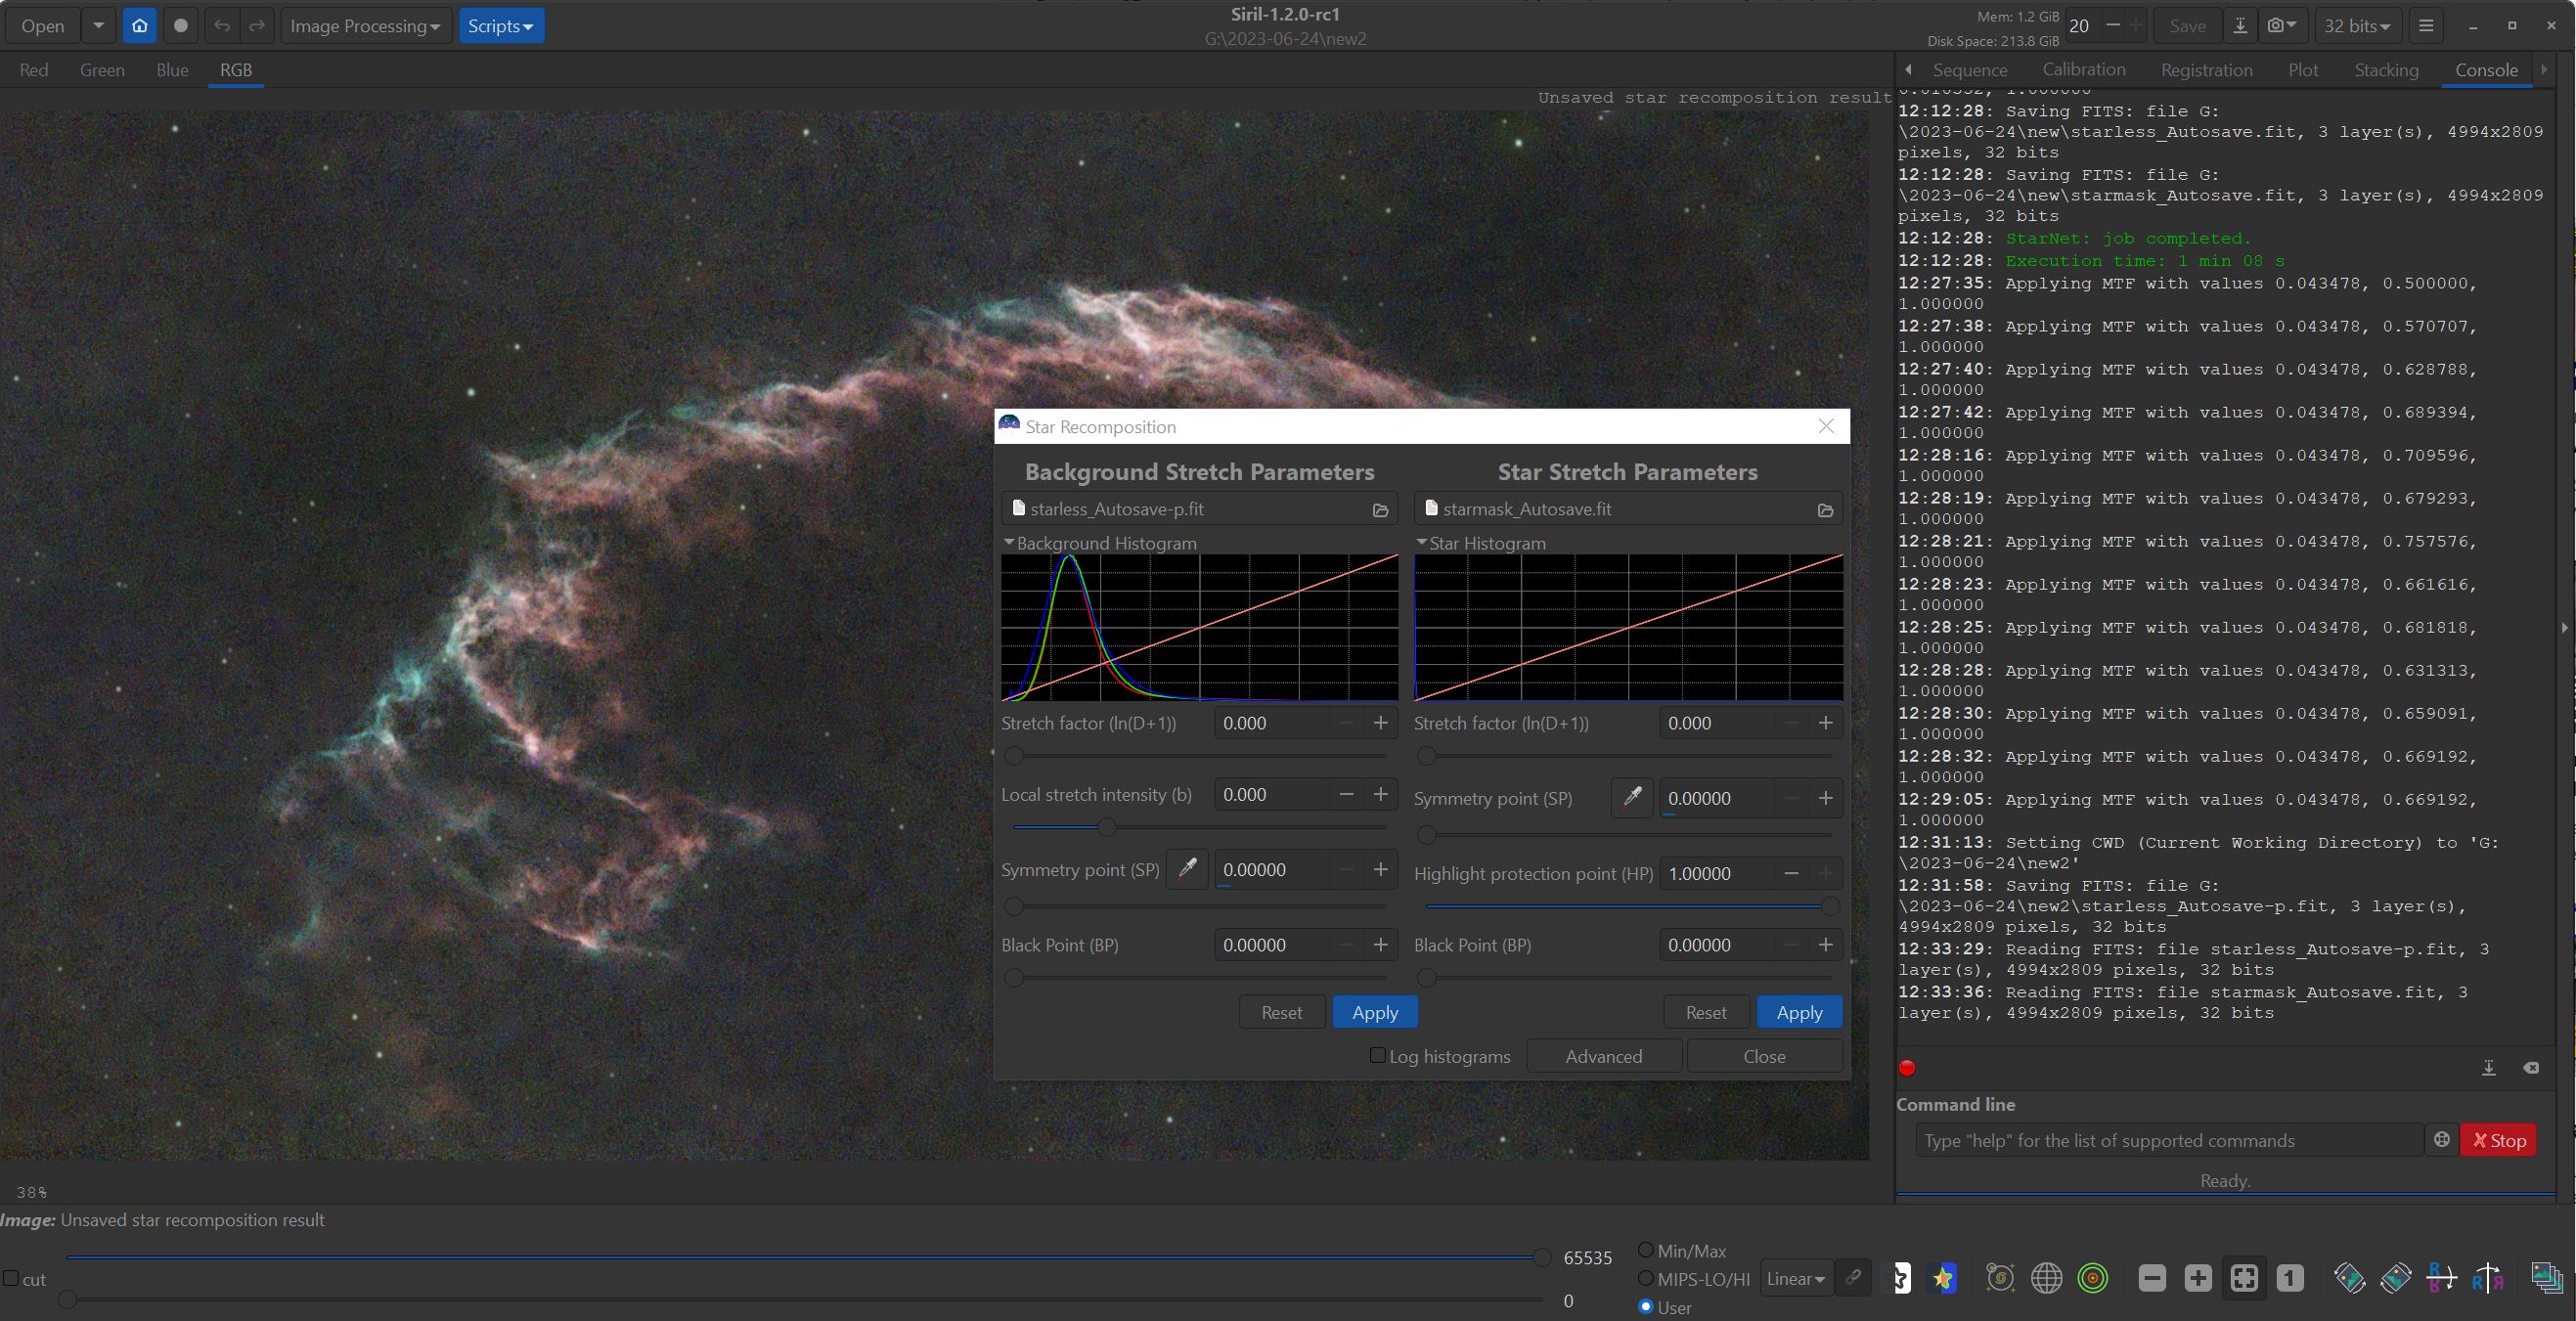 Open
Image Processing
Scripts
Siril-1.2.0-rc1
G:\2023-06-24\new2
Mem: 1.2 GiB
Disk Space: 213.8 GiB
20
Save
32 bits
Red Green Blue RGB
Sequence Calibration Registration Plot Stacking Console
Unsaved star recomposition result
12:12:28: Saving FITS: file G:
\2023-06-24\new\starless_Autosave.fit, 3 layer(s), 4994x2809
pixels, 32 bits
12:12:28: Saving FITS: file G:
\2023-06-24\new\starmask_Autosave.fit, 3 layer(s), 4994x2809
pixels, 32 bits
12:12:28: StarNet: job completed.
12:12:28: Execution time: 1 min 08 s
12:27:35: Applying MTF with values 0.043478, 0.500000,
1.000000
12:27:38: Applying MTF with values 0.043478, 0.570707,
1.000000
12:27:40: Applying MTF with values 0.043478, 0.628788,
1.000000
12:27:42: Applying MTF with values 0.043478, 0.689394,
1.000000
12:28:16: Applying MTF with values 0.043478, 0.709596,
1.000000
12:28:19: Applying MTF with values 0.043478, 0.679293,
1.000000
12:28:21: Applying MTF with values 0.043478, 0.757576,
1.000000
12:28:23: Applying MTF with values 0.043478, 0.661616,
1.000000
12:28:25: Applying MTF with values 0.043478, 0.681818,
1.000000
12:28:28: Applying MTF with values 0.043478, 0.631313,
1.000000
12:28:30: Applying MTF with values 0.043478, 0.659091,
1.000000
12:28:32: Applying MTF with values 0.043478, 0.669192,
1.000000
12:29:05: Applying MTF with values 0.043478, 0.669192,
1.000000
12:31:13: Setting CWD (Current Working Directory) to 'G:
\2023-06-24\new2'
12:31:58: Saving FITS: file G:
\2023-06-24\new2\starless_Autosave-p.fit, 3 layer(s),
4994x2809 pixels, 32 bits
12:33:29: Reading FITS: file starless_Autosave-p.fit, 3
layer(s), 4994x2809 pixels, 32 bits
12:33:36: Reading FITS: file starmask_Autosave.fit, 3
layer(s), 4994x2809 pixels, 32 bits
Star Recomposition
Background Stretch Parameters
starless_Autosave-p.fit
Background Histogram
Stretch factor (ln(D+1)) 0.000
Local stretch intensity (b) 0.000
Symmetry point (SP) 0.00000
Black Point (BP) 0.00000
Reset Apply
Star Stretch Parameters
starmask_Autosave.fit
Star Histogram
Stretch factor (ln(D+1)) 0.000
Symmetry point (SP) 0.00000
Highlight protection point (HP) 1.00000
Black Point (BP) 0.00000
Reset Apply
Log histograms Advanced Close
Command line
Type "help" for the list of supported commands
Stop
Ready.
38%
Image: Unsaved star recomposition result
cut
65535
0
Min/Max
MIPS-LO/HI
User
Linear
1